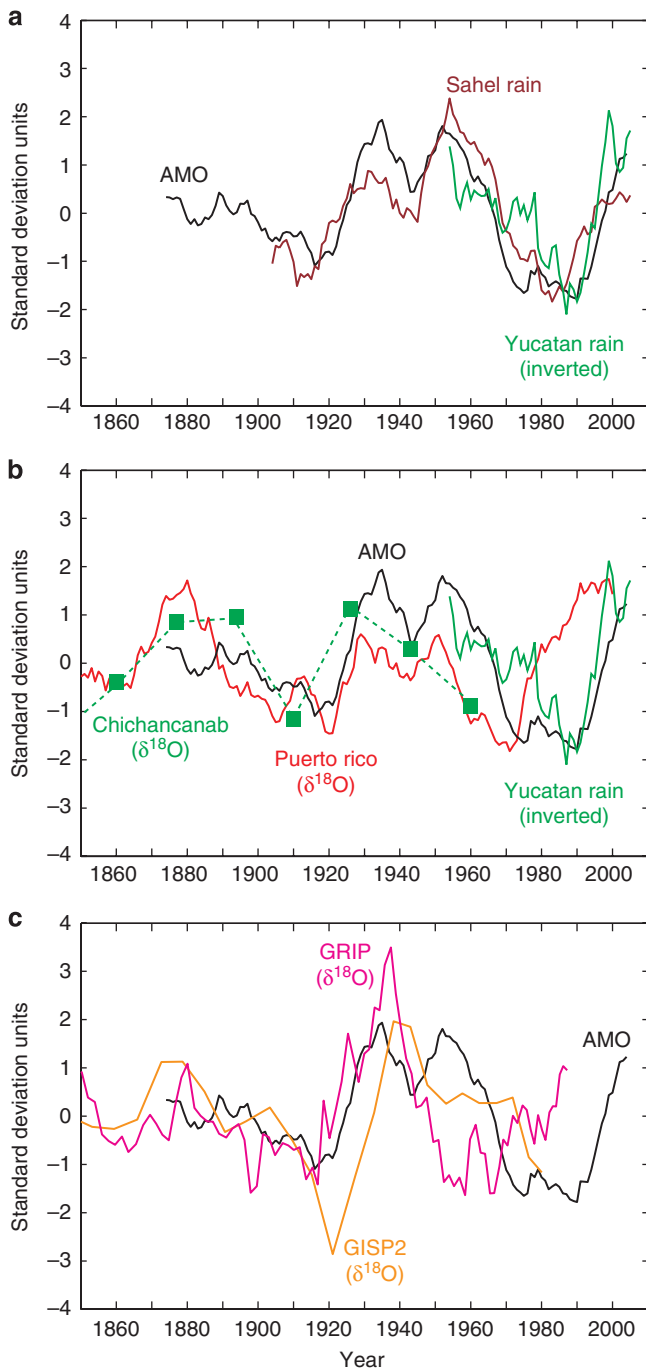 a
Standard deviation units
4
3
2
1
0
–1
–2
–3
–4
Sahel rain
AMO
Yucatan rain
(inverted)
1860 1880 1900 1920 1940 1960 1980 2000
b
Standard deviation units
4
3
2
1
0
–1
–2
–3
–4
AMO
Chichancanab
(δ18O)
Puerto rico
(δ18O)
Yucatan rain
(inverted)
1860 1880 1900 1920 1940 1960 1980 2000
c
Standard deviation units
4
3
2
1
0
–1
–2
–3
–4
GRIP
(δ18O)
AMO
GISP2
(δ18O)
1860 1880 1900 1920 1940 1960 1980 2000
Year